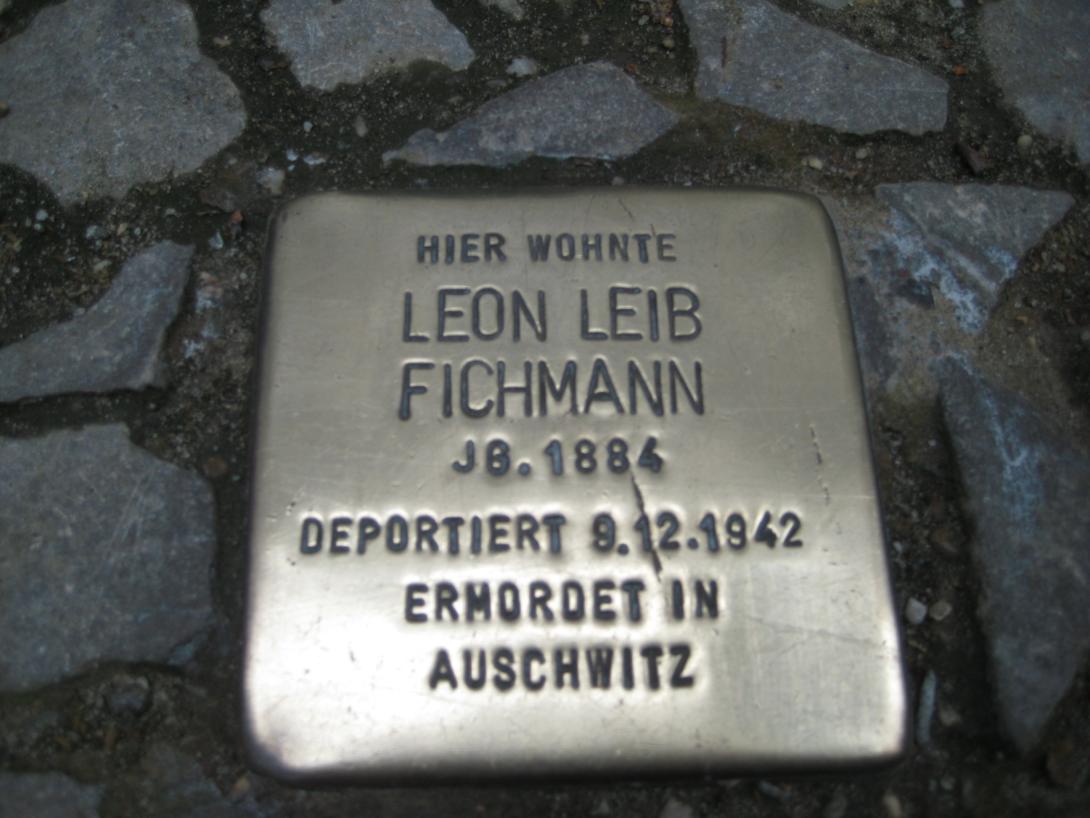 HIER WOHNTE
LEON LEIB
FICHMANN
JG. 1884
DEPORTIERT 9.12.1942
ERMORDET IN
AUSCHWITZ